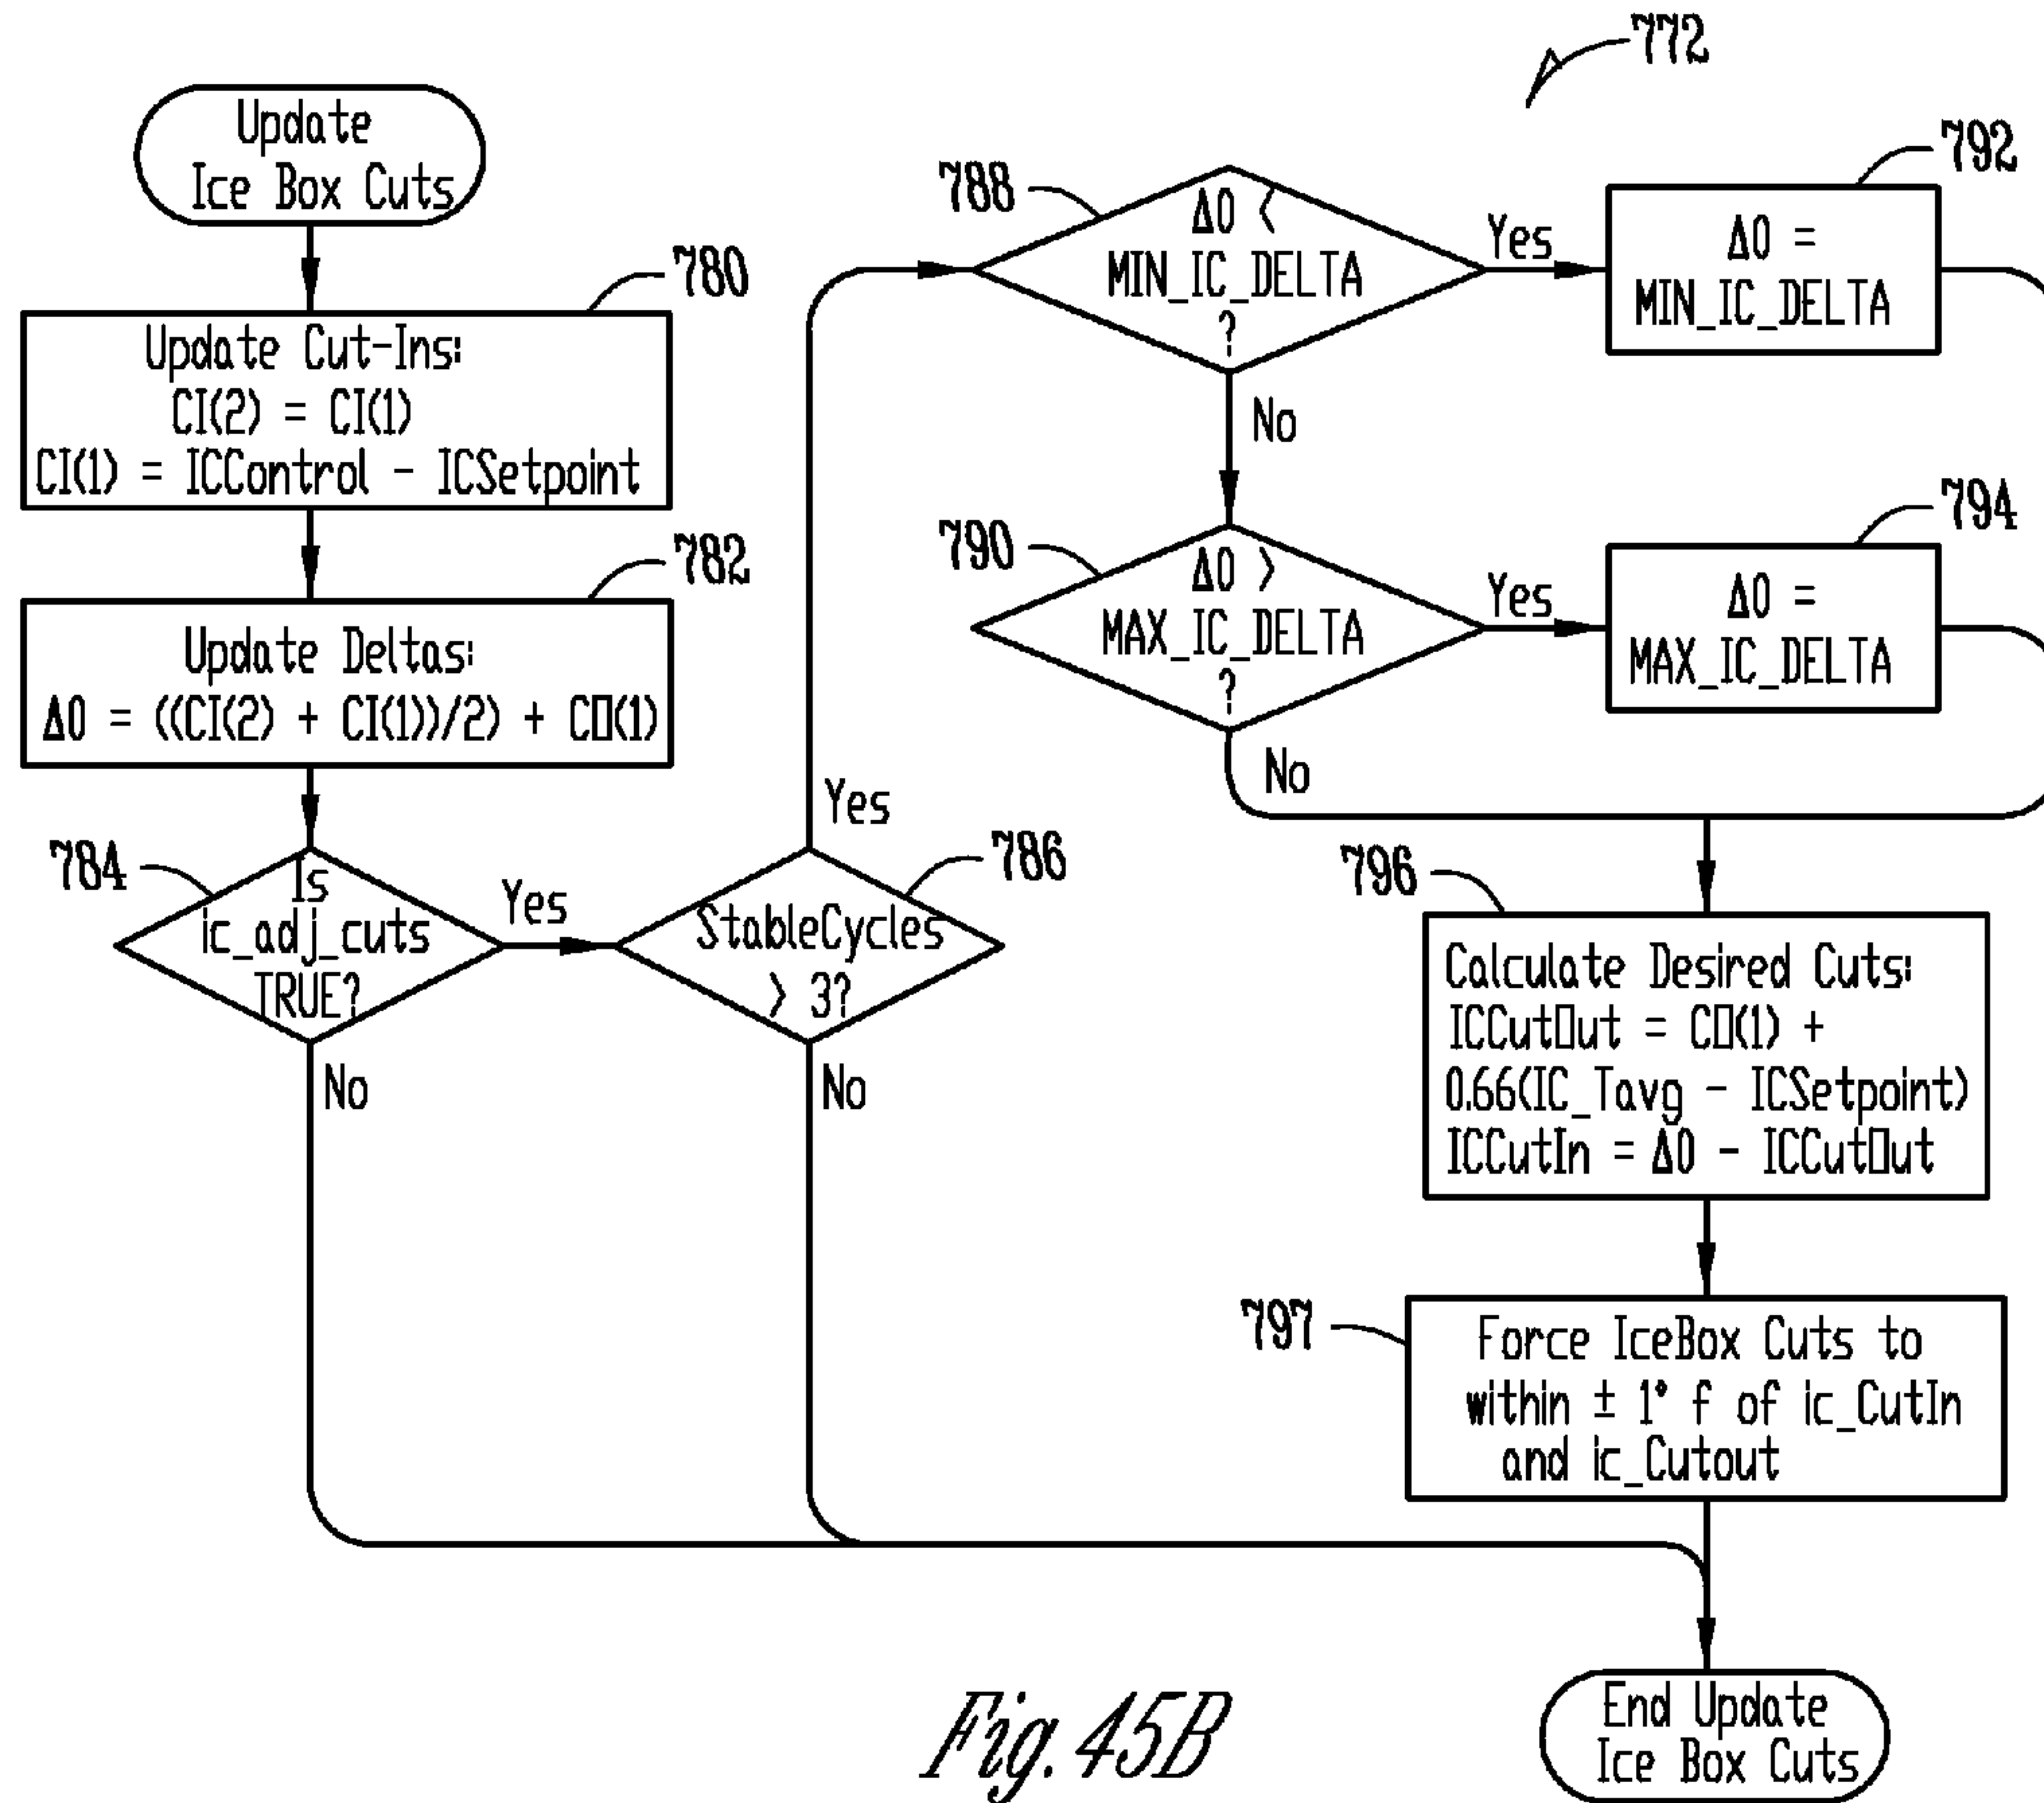 772
Update
Ice Box Cuts
780
Update Cut-Ins:
CI(2) = CI(1)
CI(1) = ICControl - ICSetpoint
782
Update Deltas:
Δ0 = ((CI(2) + CI(1))/2) + CO(1)
784
Is
ic_adj_cuts
TRUE?
Yes
No
786
StableCycles
> 3?
Yes
No
788
Δ0 <
MIN_IC_DELTA
?
Yes
No
792
Δ0 =
MIN_IC_DELTA
790
Δ0 >
MAX_IC_DELTA
?
Yes
No
794
Δ0 =
MAX_IC_DELTA
796
Calculate Desired Cuts:
ICCutOut = CO(1) +
0.66(IC_Tavg - ICSetpoint)
ICCutIn = Δ0 - ICCutOut
797
Force IceBox Cuts to
within ± 1° f of ic_CutIn
and ic_Cutout
End Update
Ice Box Cuts
Fig. 45B